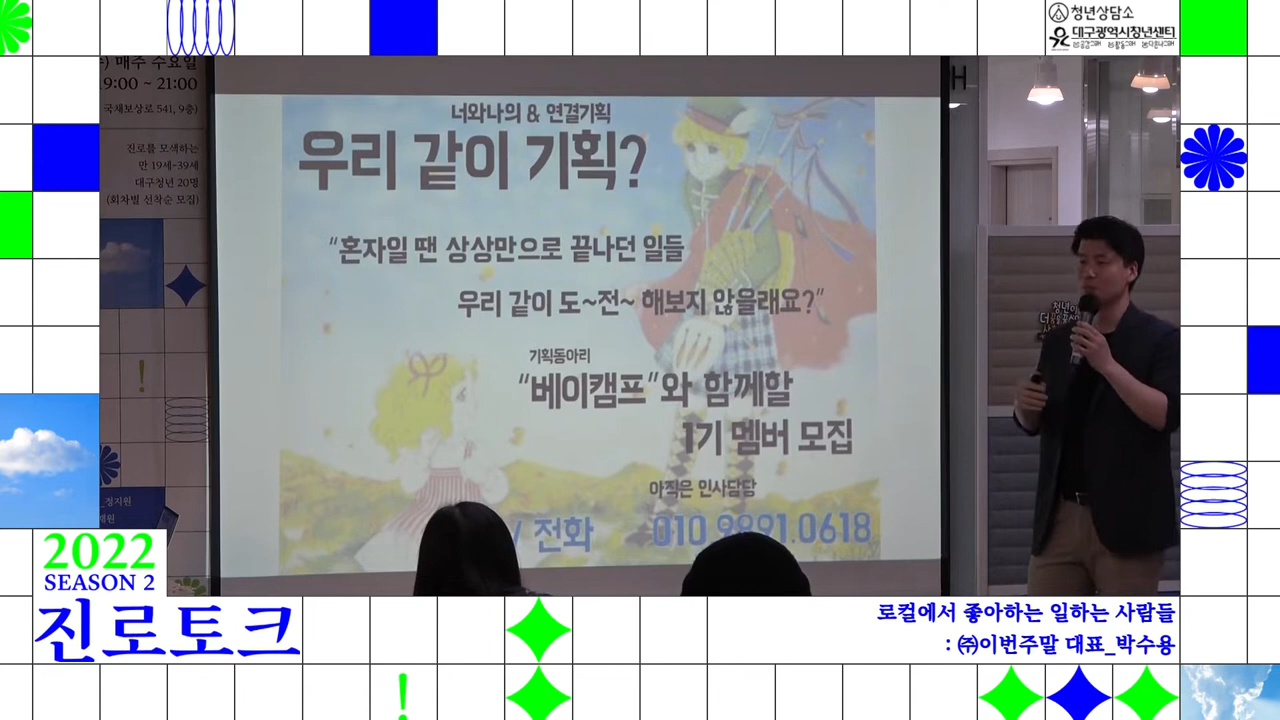 청년상담소
대구광역시청년센터
매주 수요일
9:00 ~ 21:00
국채보상로 541, 9층)
진로를 모색하는
만 19세~39세
대구청년 20명
(회차별 선착순 모집)
너와나의 & 연결기획
우리 같이 기획?
“혼자일 땐 상상만으로 끝나던 일들
우리 같이 도~전~ 해보지 않을래요?”
기획동아리
“베이캠프”와 함께할
1기 멤버 모집
아직은 인사담당
/ 전화 010 9891.0618
H
청년이
정지원
2022
SEASON 2
진로토크
로컬에서 좋아하는 일하는 사람들
: ㈜이번주말 대표_박수용